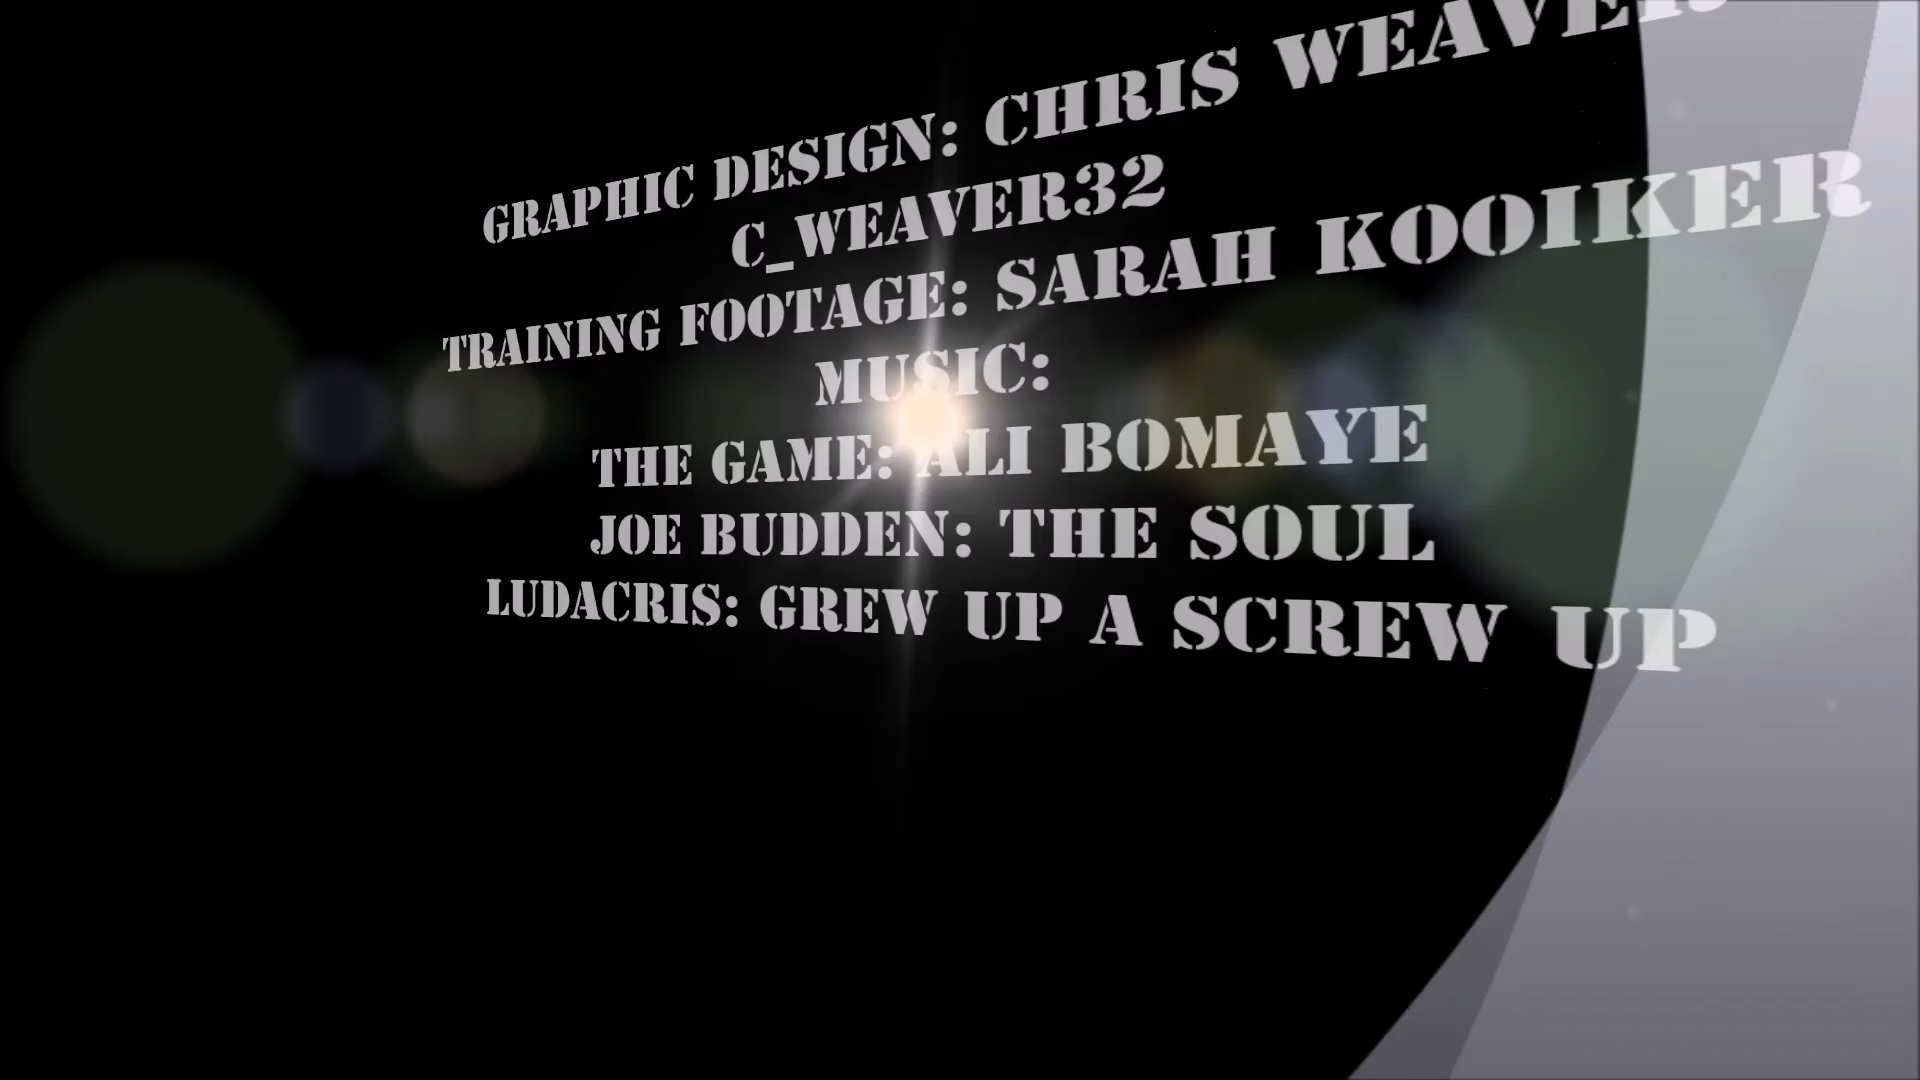 GRAPHIC DESIGN: CHRIS WEAVER
C_WEAVER32
TRAINING FOOTAGE: SARAH KOOIKER
MUSIC:
THE GAME: ALI BOMAYE
JOE BUDDEN: THE SOUL
LUDACRIS: GREW UP A SCREW UP